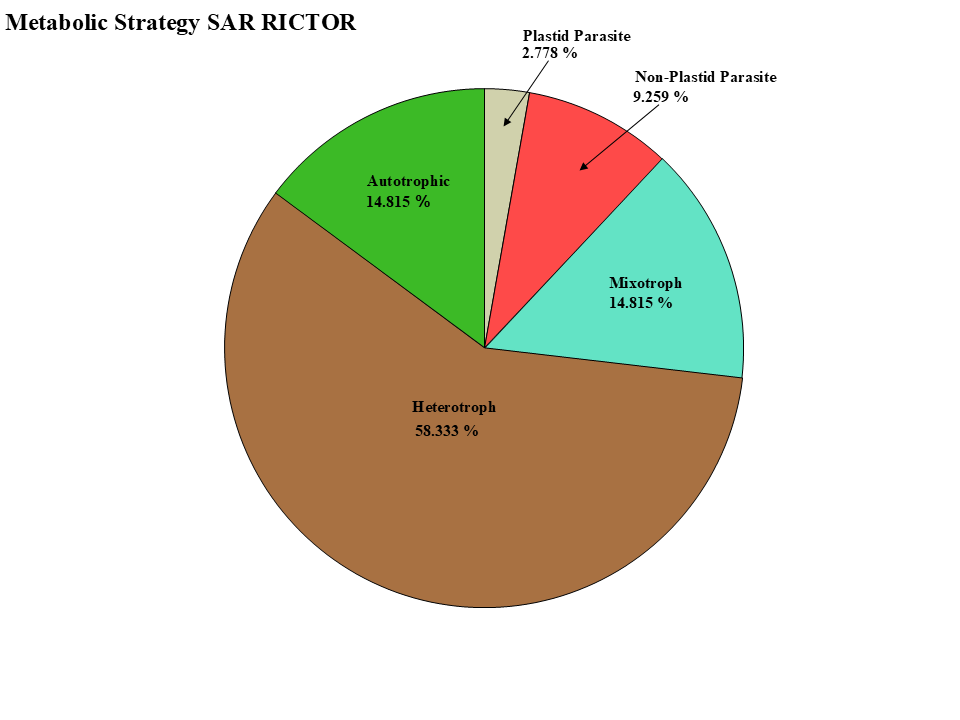 Metabolic Strategy SAR RICTOR
Plastid Parasite
2.778 %
Non-Plastid Parasite
9.259 %
Autotrophic
14.815 %
Mixotroph
14.815 %
Heterotroph
58.333 %